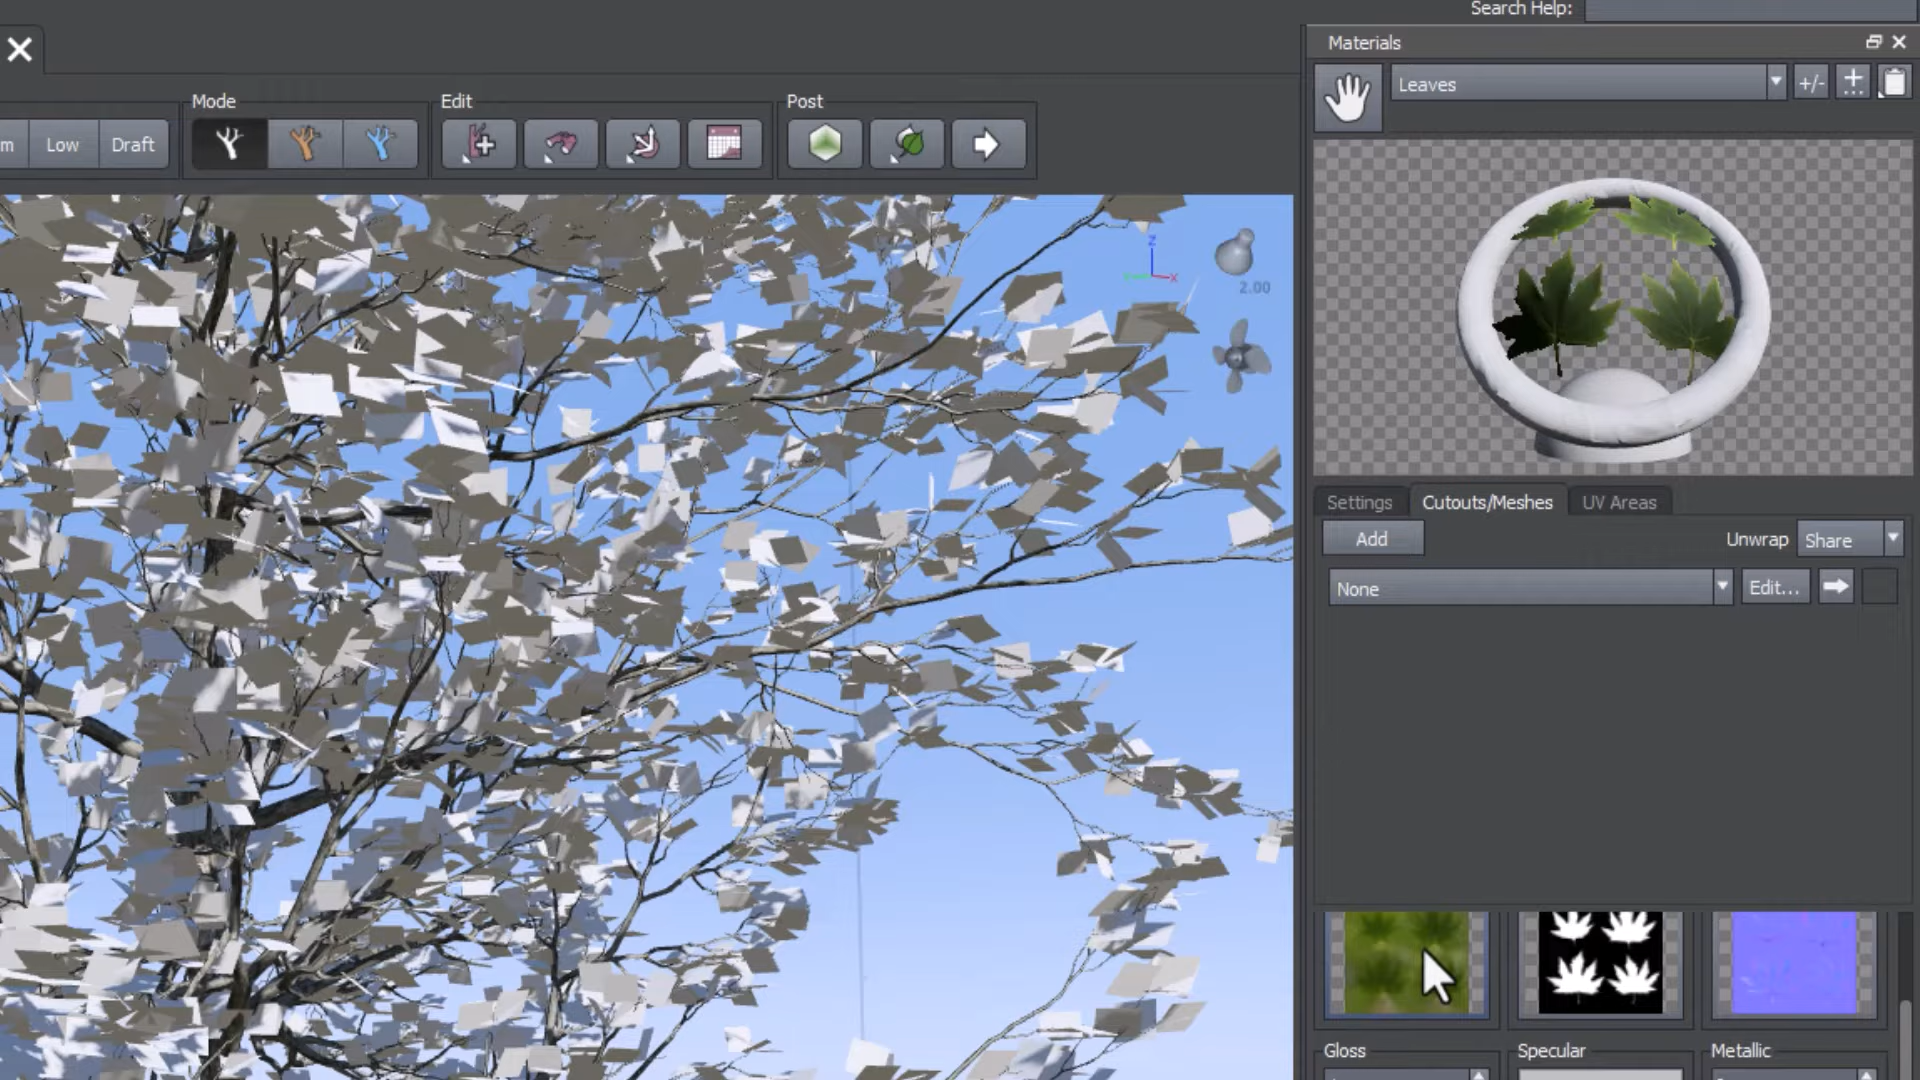 Search Help:
Materials
Leaves
+/-
Mode
Edit
Post
m
Low
Draft
Z
X
2.00
Settings
Cutouts/Meshes
UV Areas
Add
Unwrap
Share
None
Edit...
Gloss
Specular
Metallic